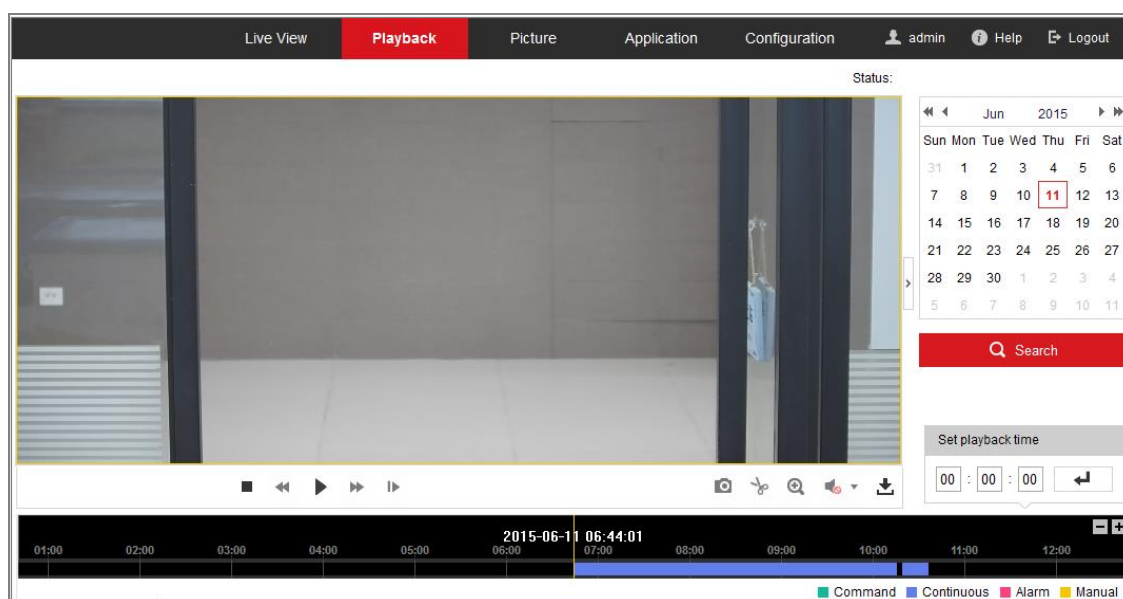 Live View Playback Picture Application Configuration admin Help Logout
Status:
Jun 2015
Sun Mon Tue Wed Thu Fri Sat
31 1 2 3 4 5 6
7 8 9 10 11 12 13
14 15 16 17 18 19 20
21 22 23 24 25 26 27
28 29 30 1 2 3 4
5 6 7 8 9 10 11
Search
Set playback time
00 : 00 : 00
2015-06-11 06:44:01
01:00 02:00 03:00 04:00 05:00 06:00 07:00 08:00 09:00 10:00 11:00 12:00
Command Continuous Alarm Manual